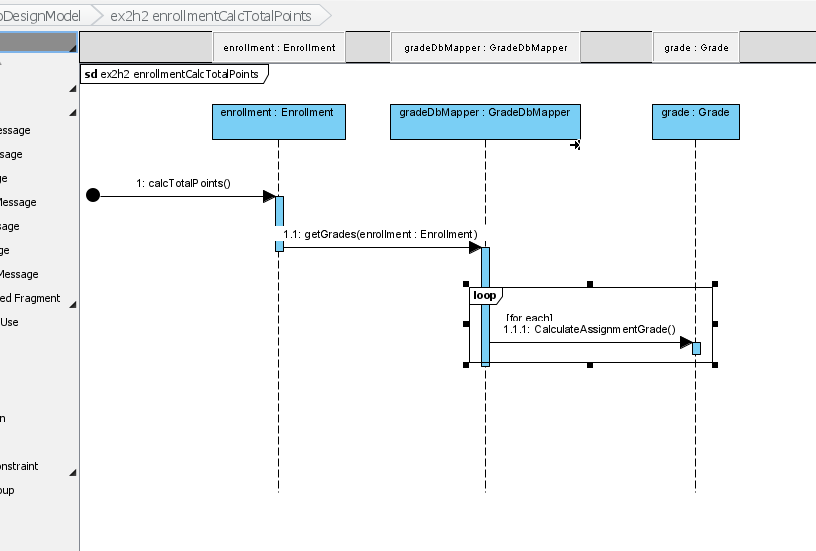 DesignModel
ex2h2 enrollmentCalcTotalPoints
enrollment : Enrollment
gradeDbMapper : GradeDbMapper
grade : Grade
sd ex2h2 enrollmentCalcTotalPoints
enrollment : Enrollment
gradeDbMapper : GradeDbMapper
grade : Grade
essage
sage
ge
Message
sage
ge
Message
ed Fragment
Use
n
onstraint
oup
1: calcTotalPoints()
1.1: getGrades(enrollment : Enrollment)
loop
[for each]
1.1.1: CalculateAssignmentGrade()